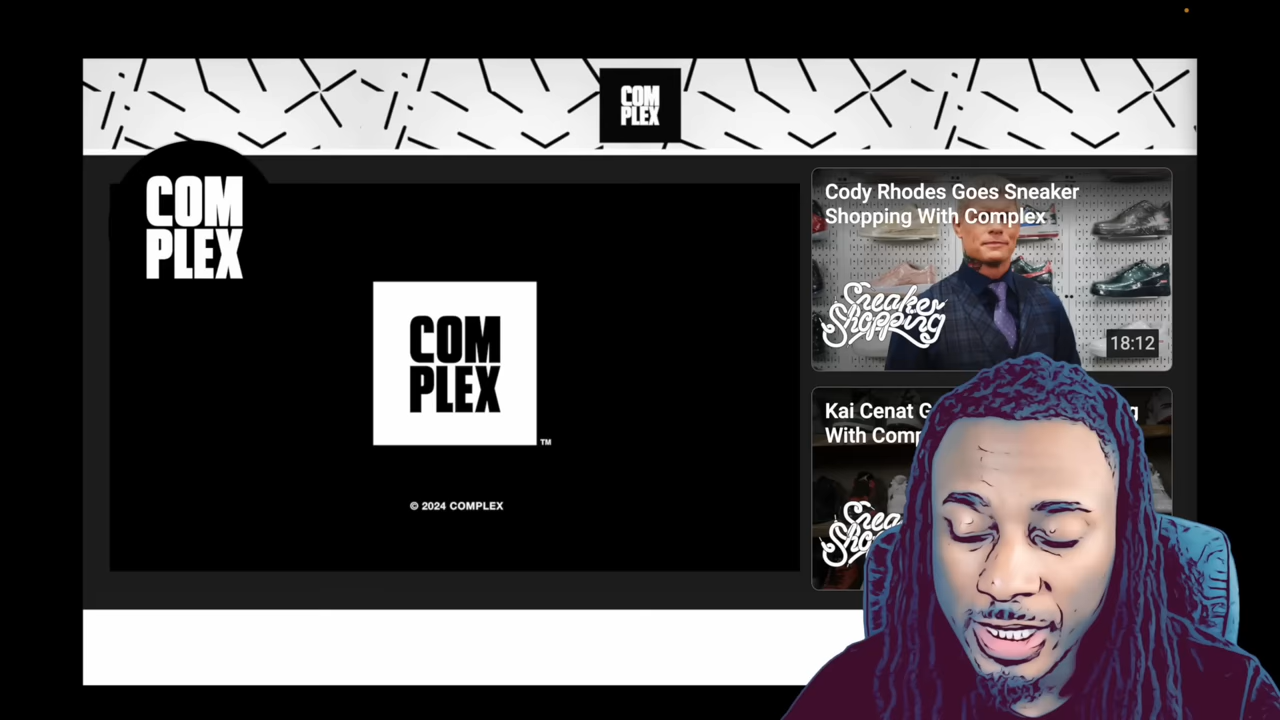 COM
PLEX
COM
PLEX
COM
PLEX
TM
© 2024 COMPLEX
Cody Rhodes Goes Sneaker
Shopping With Complex
Sneaker
Shopping
18:12
Kai Cenat G
With Comp